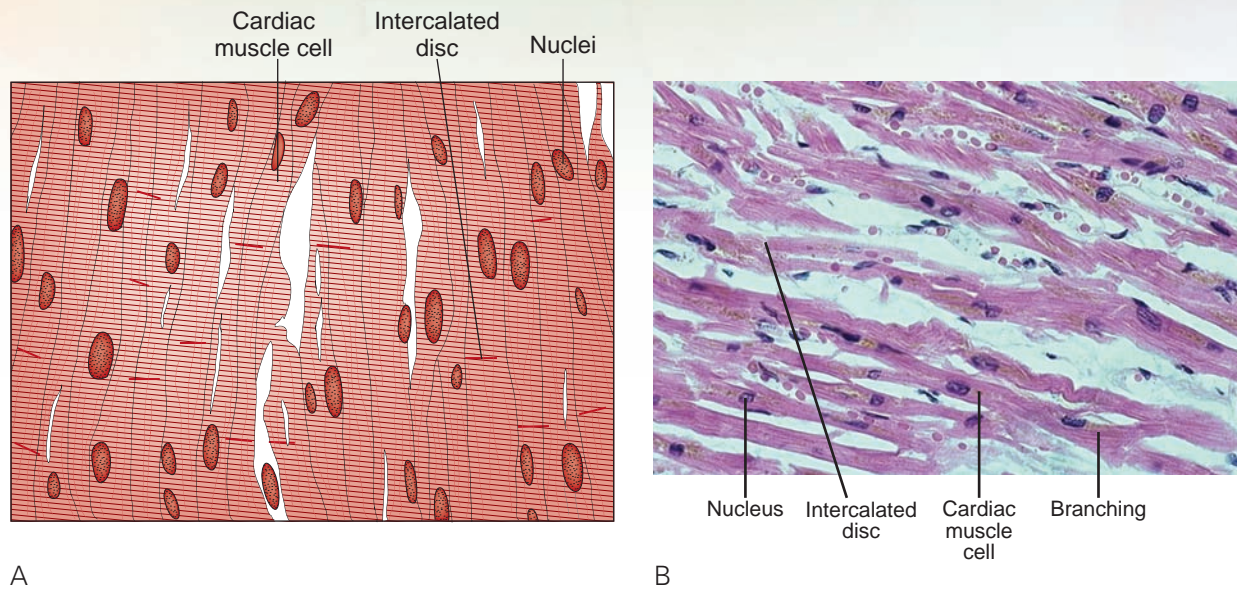 Cardiac
muscle cell
Intercalated
disc
Nuclei
Nucleus
Intercalated
disc
Cardiac
muscle
cell
Branching
A
B